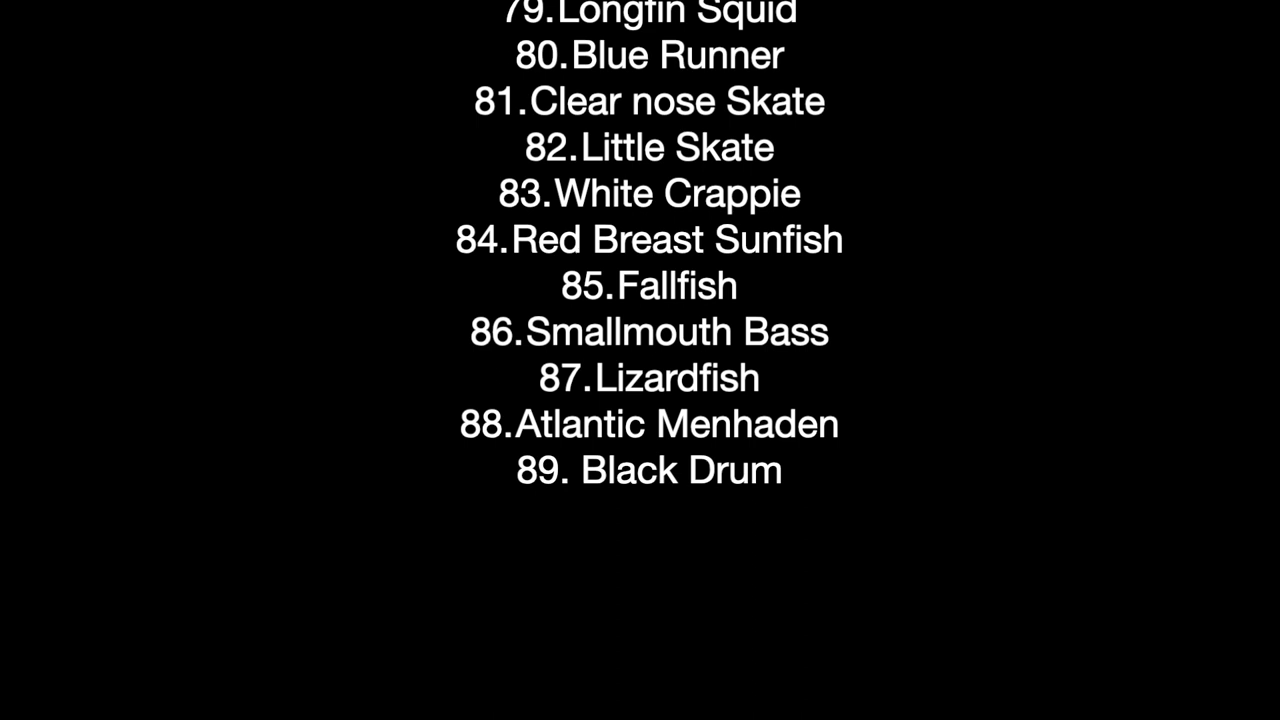 79.Longfin Squid
80.Blue Runner
81.Clear nose Skate
82.Little Skate
83.White Crappie
84.Red Breast Sunfish
85.Fallfish
86.Smallmouth Bass
87.Lizardfish
88.Atlantic Menhaden
89. Black Drum